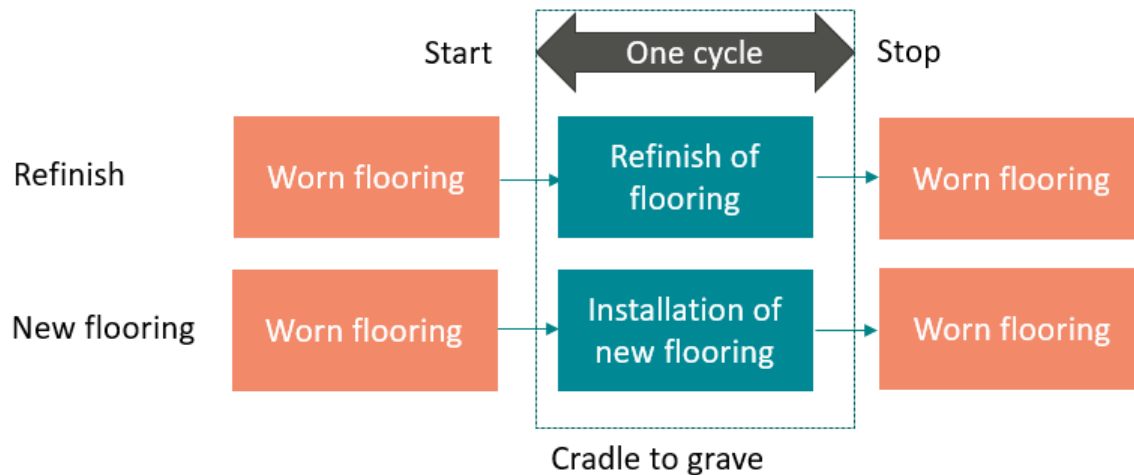 Start
One cycle
Stop
Refinish
Worn flooring
Refinish of
flooring
Worn flooring
New flooring
Worn flooring
Installation of
new flooring
Worn flooring
Cradle to grave